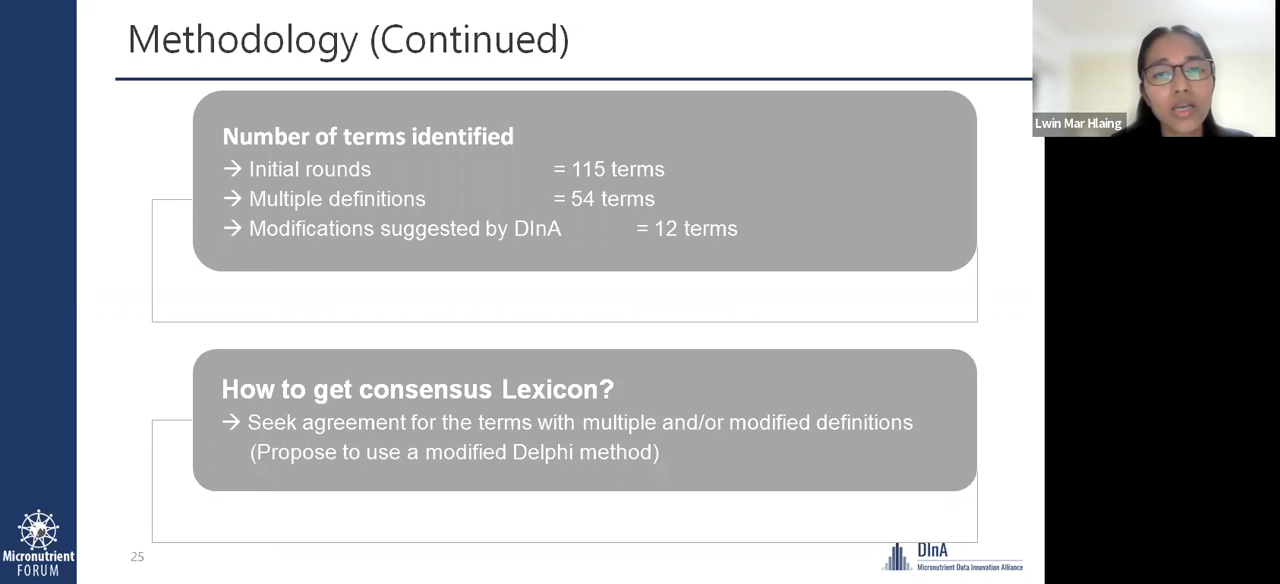 Methodology (Continued)
Number of terms identified
→ Initial rounds = 115 terms
→ Multiple definitions = 54 terms
→ Modifications suggested by DInA = 12 terms
How to get consensus Lexicon?
→ Seek agreement for the terms with multiple and/or modified definitions
(Propose to use a modified Delphi method)
Lwin Mar Hlaing
Micronutrient
FORUM
25
DInA
Micronutrient Data Innovation Alliance